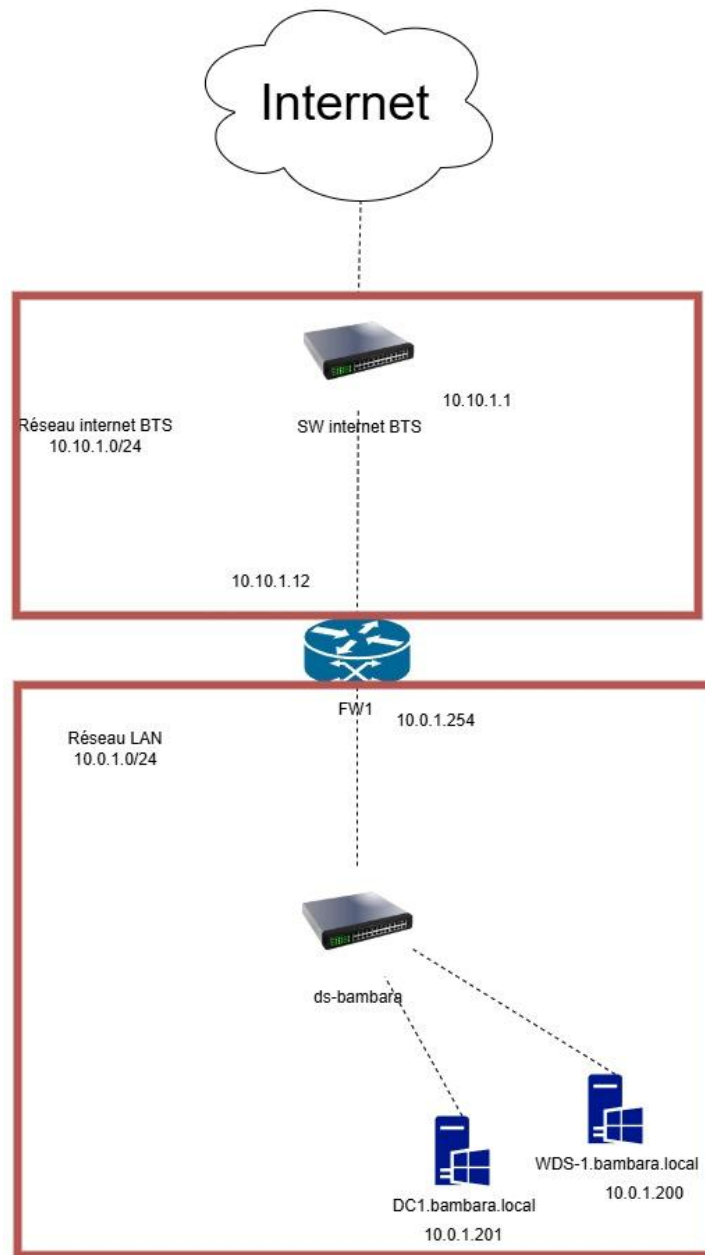 Internet
10.10.1.1
Réseau internet BTS
10.10.1.0/24
SW internet BTS
10.10.1.12
FW1
10.0.1.254
Réseau LAN
10.0.1.0/24
ds-bambara
WDS-1.bambara.local
10.0.1.200
DC1.bambara.local
10.0.1.201